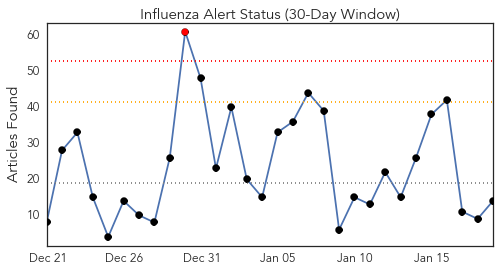 Influenza Alert Status (30-Day Window)
Articles Found
60
50
40
30
20
10
Dec 21
Dec 26
Dec 31
Jan 05
Jan 10
Jan 15